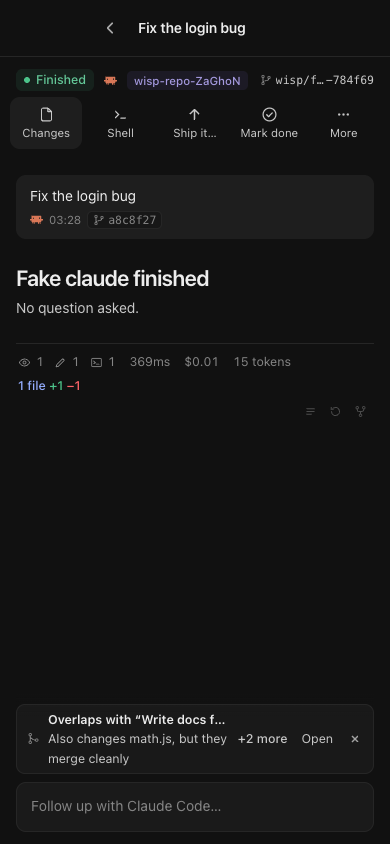 Fix the login bug
Finished
wisp-repo-ZaGhoN
wisp/f…−784f69
Changes
Shell
Ship it…
Mark done
More
Fix the login bug
03:28
a8c8f27
Fake claude finished
No question asked.
1
1
1
369ms
$0.01
15 tokens
1 file +1 −1
Overlaps with “Write docs f…
Also changes math.js, but they
merge cleanly
+2 more
Open
Follow up with Claude Code…